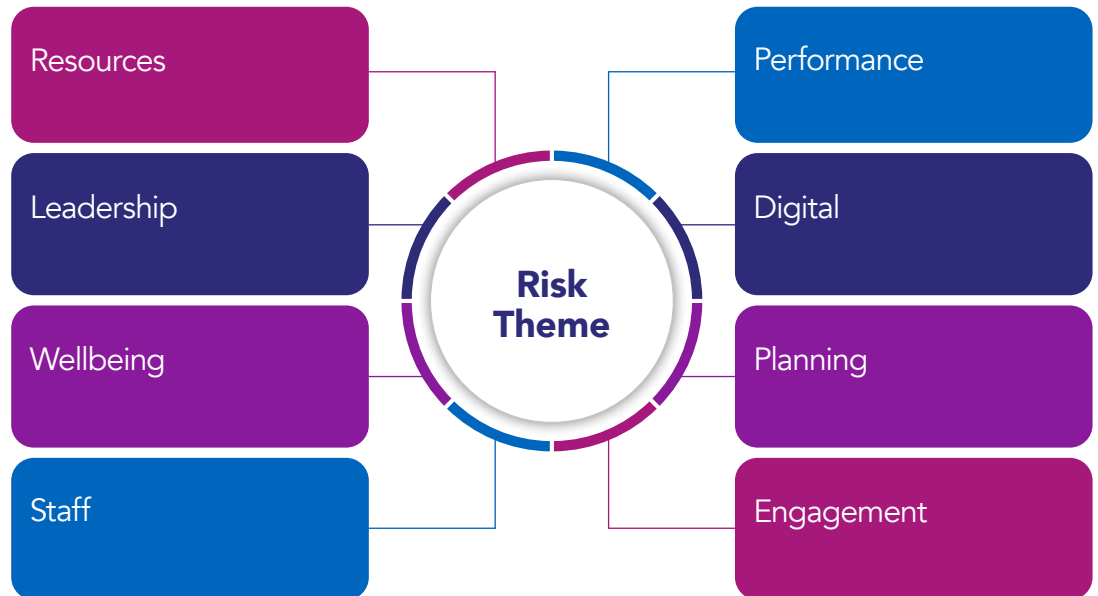 Resources
Leadership
Wellbeing
Staff
Risk
Theme
Performance
Digital
Planning
Engagement